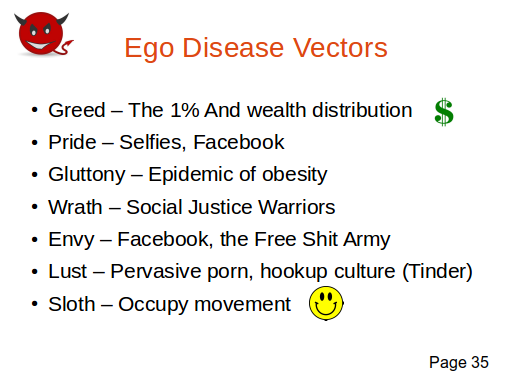 Ego Disease Vectors
• Greed – The 1% And wealth distribution $
• Pride – Selfies, Facebook
• Gluttony – Epidemic of obesity
• Wrath – Social Justice Warriors
• Envy – Facebook, the Free Shit Army
• Lust – Pervasive porn, hookup culture (Tinder)
• Sloth – Occupy movement
Page 35